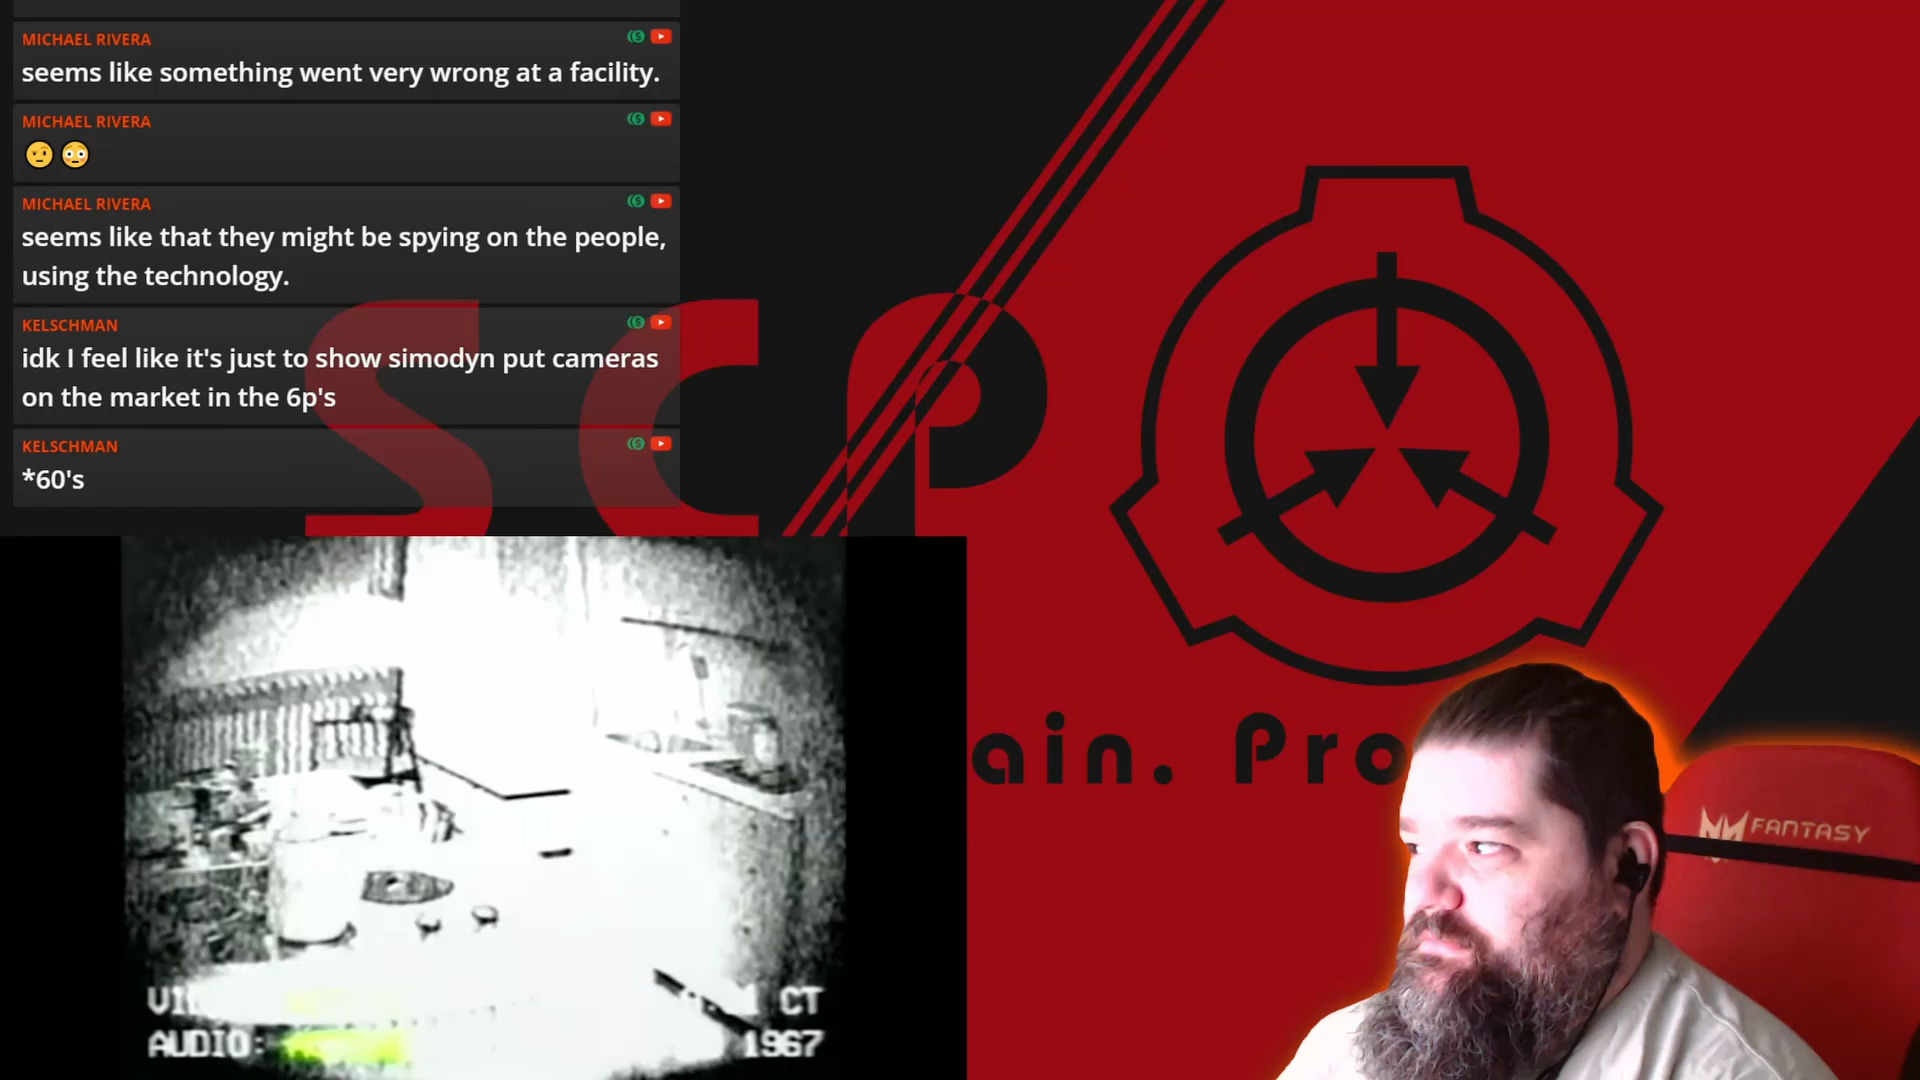 MICHAEL RIVERA
seems like something went very wrong at a facility.
MICHAEL RIVERA
MICHAEL RIVERA
seems like that they might be spying on the people,
using the technology.
KELSCHMAN
idk I feel like it's just to show simodyn put cameras
on the market in the 6p's
KELSCHMAN
*60's
SCP
ain. Pro
FANTASY
CT
AUDIO:
1967